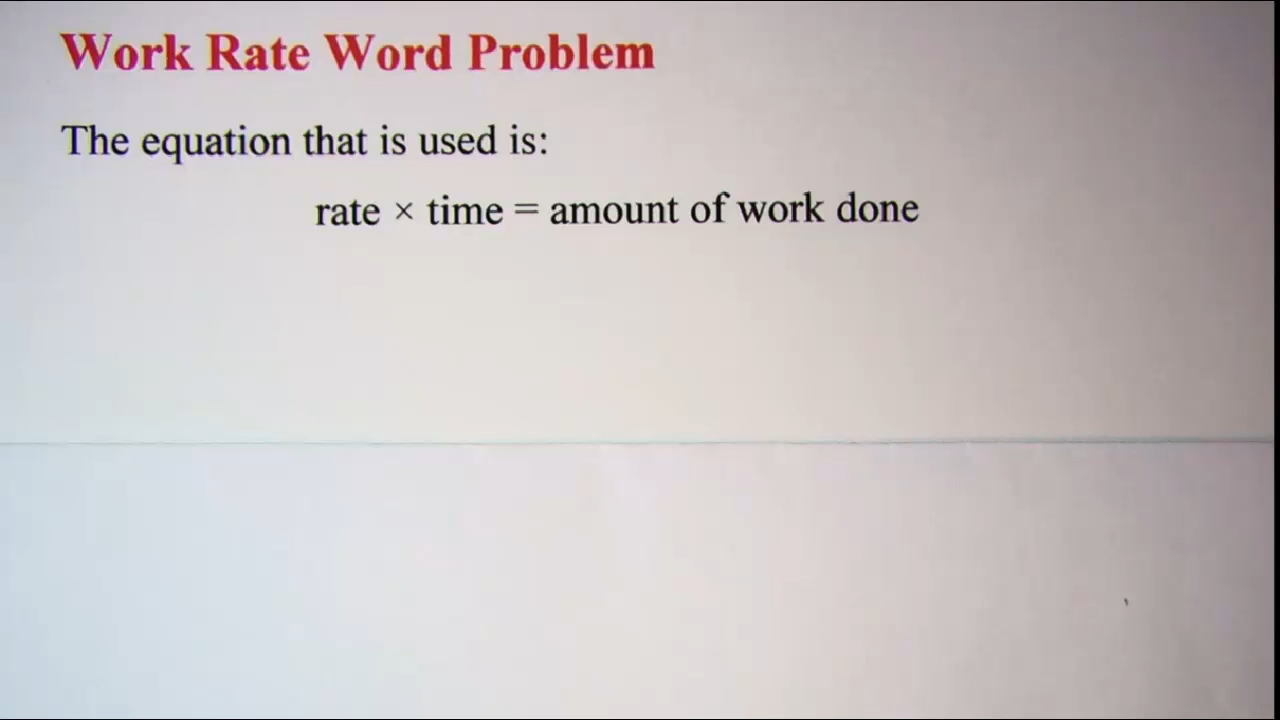 Work Rate Word Problem
The equation that is used is:
rate × time = amount of work done